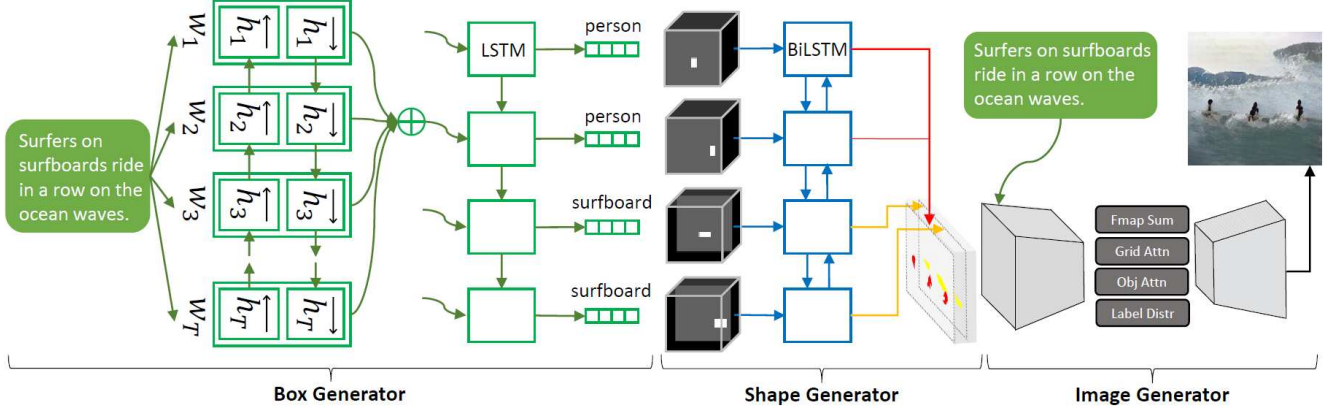 Surfers on
surfboards ride
in a row on the
ocean waves.
w1
w2
w3
wT
h1
h1
h2
h2
h3
h3
hT
hT
LSTM
person
person
surfboard
surfboard
BiLSTM
Surfers on surfboards
ride in a row on the
ocean waves.
Fmap Sum
Grid Attn
Obj Attn
Label Distr
Box Generator
Shape Generator
Image Generator